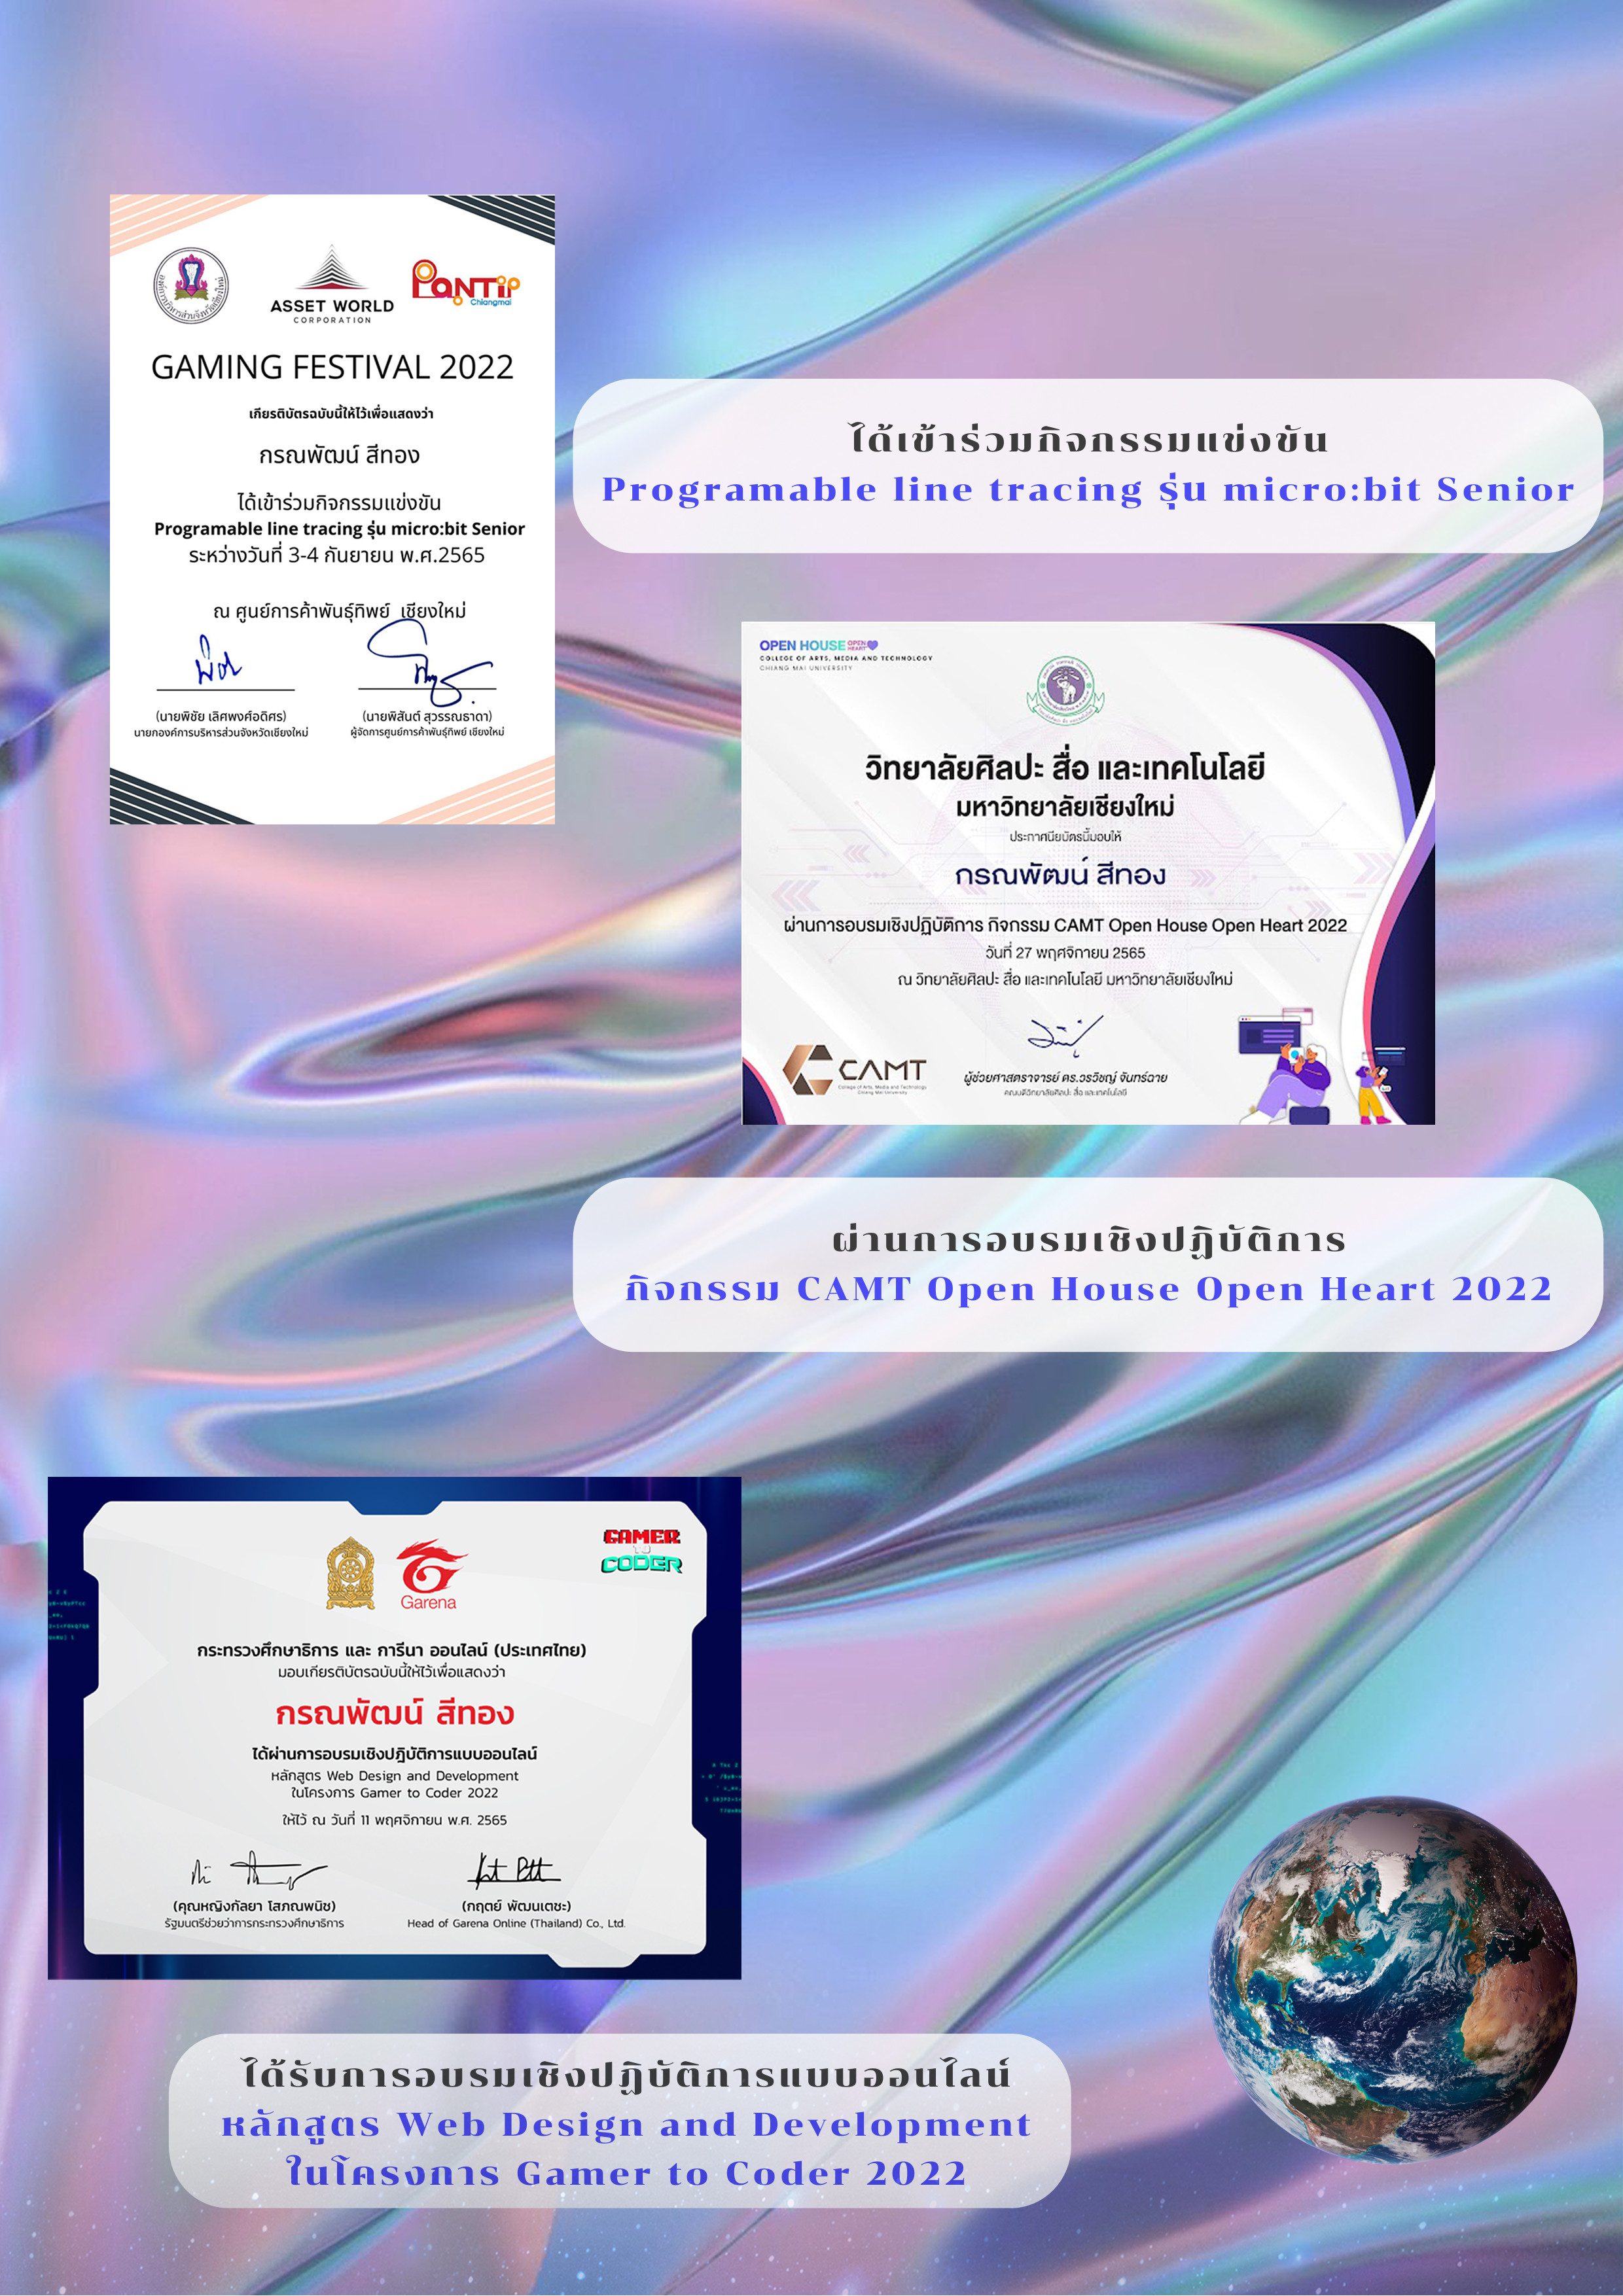 ASSET WORLD
CORPORATION
Pantip
Chiangmai
GAMING FESTIVAL 2022
เกียรติบัตรฉบับนี้ให้ไว้เพื่อแสดงว่า
กรณพัฒน์ สีทอง
ได้เข้าร่วมกิจกรรมแข่งขัน
Programable line tracing รุ่น micro:bit Senior
ระหว่างวันที่ 3-4 กันยายน พ.ศ.2565
ณ ศูนย์การค้าพันธุ์ทิพย์ เชียงใหม่
(นายพิชัย เลิศพงศ์อดิศร)
นายกองค์การบริหารส่วนจังหวัดเชียงใหม่
(นายพิสันต์ สุวรรณธาดา)
ผู้จัดการศูนย์การค้าพันธุ์ทิพย์ เชียงใหม่
ได้เข้าร่วมกิจกรรมแข่งขัน
Programable line tracing รุ่น micro:bit Senior
OPEN HOUSE OPEN HEART
COLLEGE OF ARTS, MEDIA AND TECHNOLOGY
CHIANG MAI UNIVERSITY
วิทยาลัยศิลปะ สื่อ และเทคโนโลยี
มหาวิทยาลัยเชียงใหม่
ประกาศนียบัตรนี้มอบให้
กรณพัฒน์ สีทอง
ผ่านการอบรมเชิงปฏิบัติการ กิจกรรม CAMT Open House Open Heart 2022
วันที่ 27 พฤศจิกายน 2565
ณ วิทยาลัยศิลปะ สื่อ และเทคโนโลยี มหาวิทยาลัยเชียงใหม่
CAMT
College of Arts, Media and Technology
Chiang Mai University
ผู้ช่วยศาสตราจารย์ ดร.วรวิชญ์ จันทร์ฉาย
คณบดีวิทยาลัยศิลปะ สื่อ และเทคโนโลยี
ผ่านการอบรมเชิงปฏิบัติการ
กิจกรรม CAMT Open House Open Heart 2022
Garena
GAMER
TO
CODER
กระทรวงศึกษาธิการ และ การีนา ออนไลน์ (ประเทศไทย)
มอบเกียรติบัตรฉบับนี้ให้ไว้เพื่อแสดงว่า
กรณพัฒน์ สีทอง
ได้ผ่านการอบรมเชิงปฏิบัติการแบบออนไลน์
หลักสูตร Web Design and Development
ในโครงการ Gamer to Coder 2022
ให้ไว้ ณ วันที่ 11 พฤศจิกายน พ.ศ. 2565
(คุณหญิงกัลยา โสภณพนิช)
รัฐมนตรีช่วยว่าการกระทรวงศึกษาธิการ
(กฤตย์ พัฒนเตชะ)
Head of Garena Online (Thailand) Co., Ltd.
ได้รับการอบรมเชิงปฏิบัติการแบบออนไลน์
หลักสูตร Web Design and Development
ในโครงการ Gamer to Coder 2022